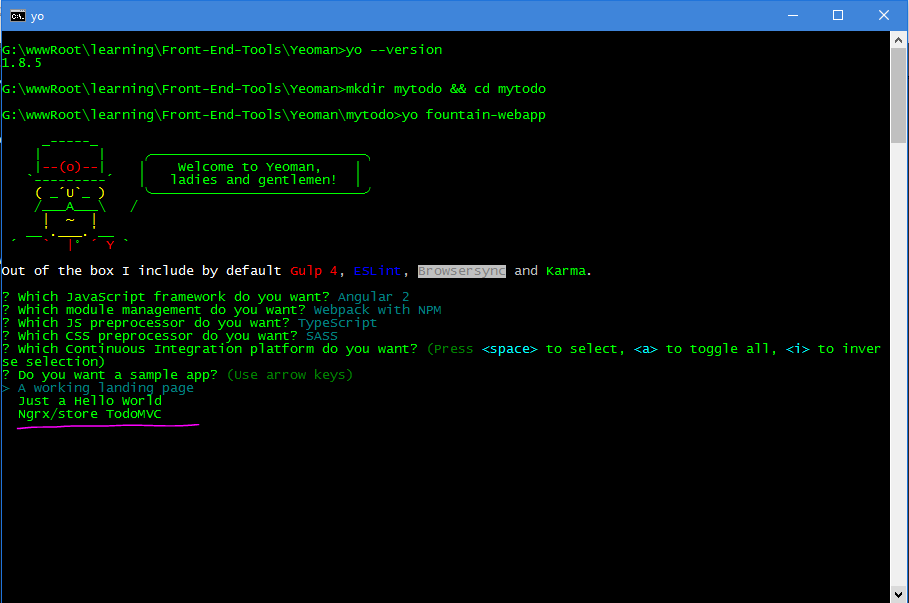 yo
G:\wwwRoot\learning\Front-End-Tools\Yeoman>yo --version
1.8.5
G:\wwwRoot\learning\Front-End-Tools\Yeoman>mkdir mytodo && cd mytodo
G:\wwwRoot\learning\Front-End-Tools\Yeoman\mytodo>yo fountain-webapp
Welcome to Yeoman,
ladies and gentlemen!
Out of the box I include by default Gulp 4, ESLint, Browsersync and Karma.
? Which JavaScript framework do you want? Angular 2
? Which module management do you want? Webpack with NPM
? Which JS preprocessor do you want? TypeScript
? Which CSS preprocessor do you want? SASS
? Which Continuous Integration platform do you want? (Press <space> to select, <a> to toggle all, <i> to inver
se selection)
? Do you want a sample app? (Use arrow keys)
> A working landing page
Just a Hello World
Ngrx/store TodoMVC